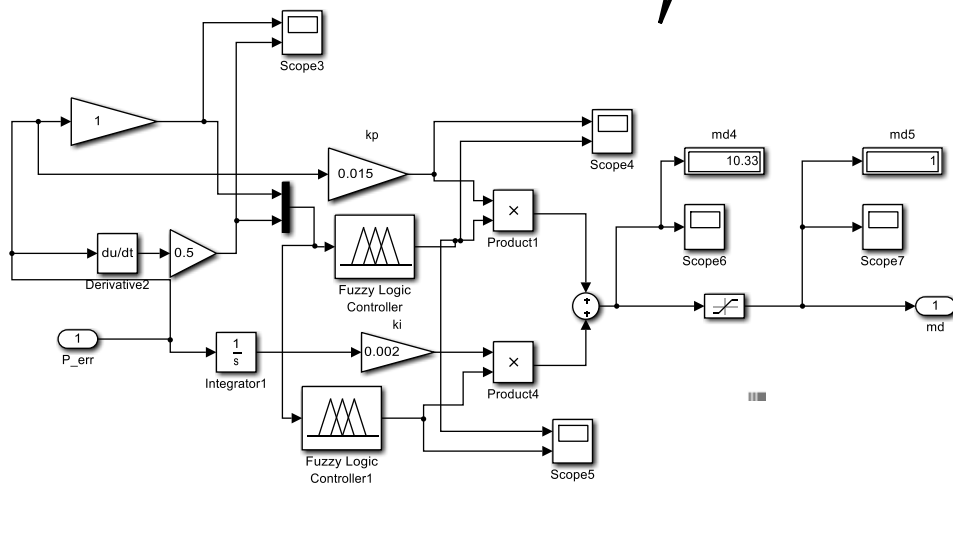 Scope3
1
kp
0.015
Scope4
md4
10.33
md5
1
×
Product1
Scope6
Scope7
du/dt
Derivative2
0.5
Fuzzy Logic
Controller
+
+
1
md
1
P_err
1
s
Integrator1
ki
0.002
×
Product4
Fuzzy Logic
Controller1
Scope5